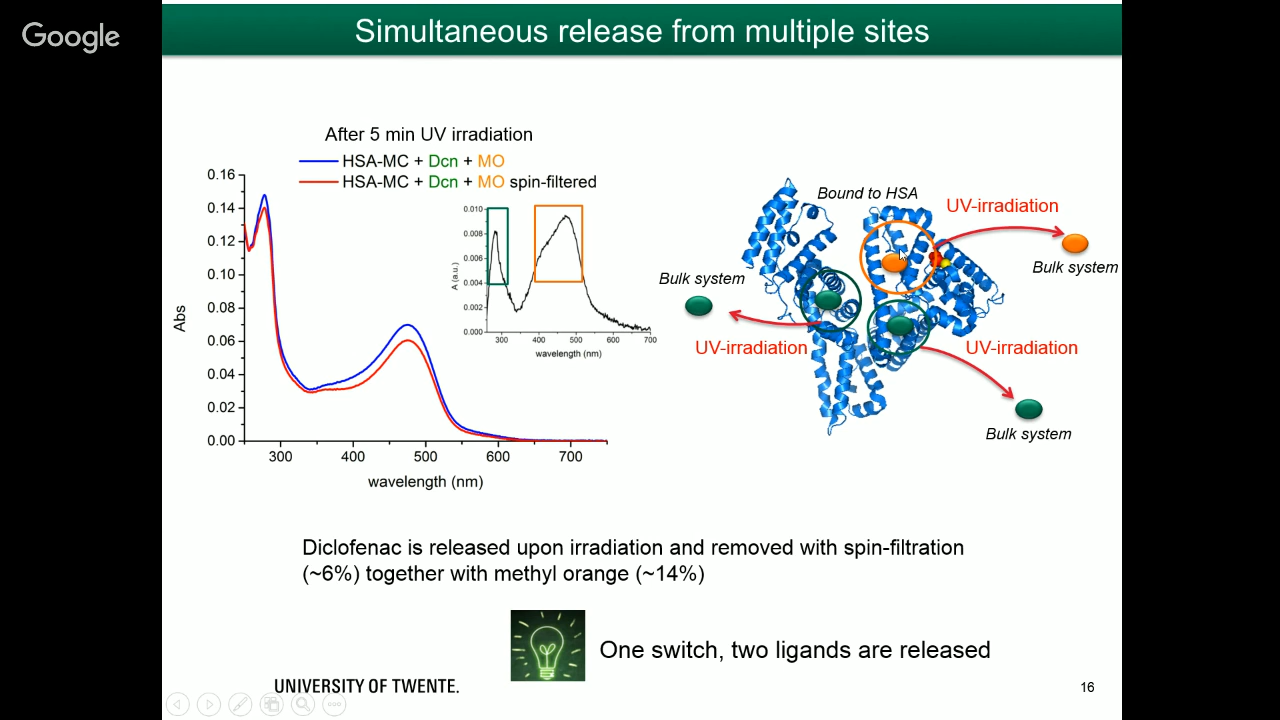 Google
Simultaneous release from multiple sites
After 5 min UV irradiation
HSA-MC + Dcn + MO
HSA-MC + Dcn + MO spin-filtered
0.16
0.14
0.12
0.10
0.08
0.06
0.04
0.02
0.00
Abs
300 400 500 600 700
wavelength (nm)
0.010
0.008
0.006
0.004
0.002
0.000
A (a.u.)
300 400 500 600 700
wavelength (nm)
Bound to HSA
UV-irradiation
Bulk system
Bulk system
UV-irradiation
UV-irradiation
Bulk system
Diclofenac is released upon irradiation and removed with spin-filtration
(~6%) together with methyl orange (~14%)
One switch, two ligands are released
UNIVERSITY OF TWENTE.
16